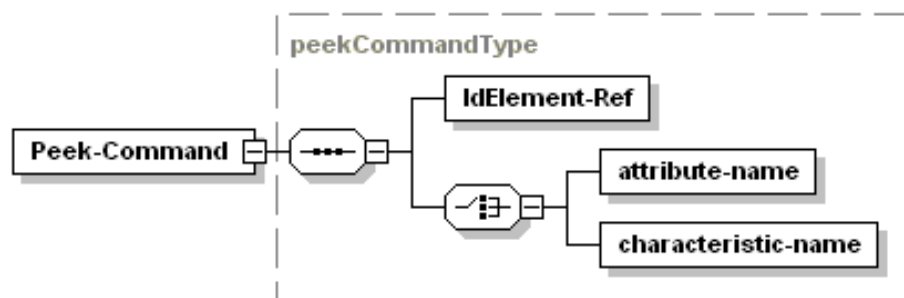 peekCommandType
IdElement-Ref
Peek-Command
attribute-name
characteristic-name